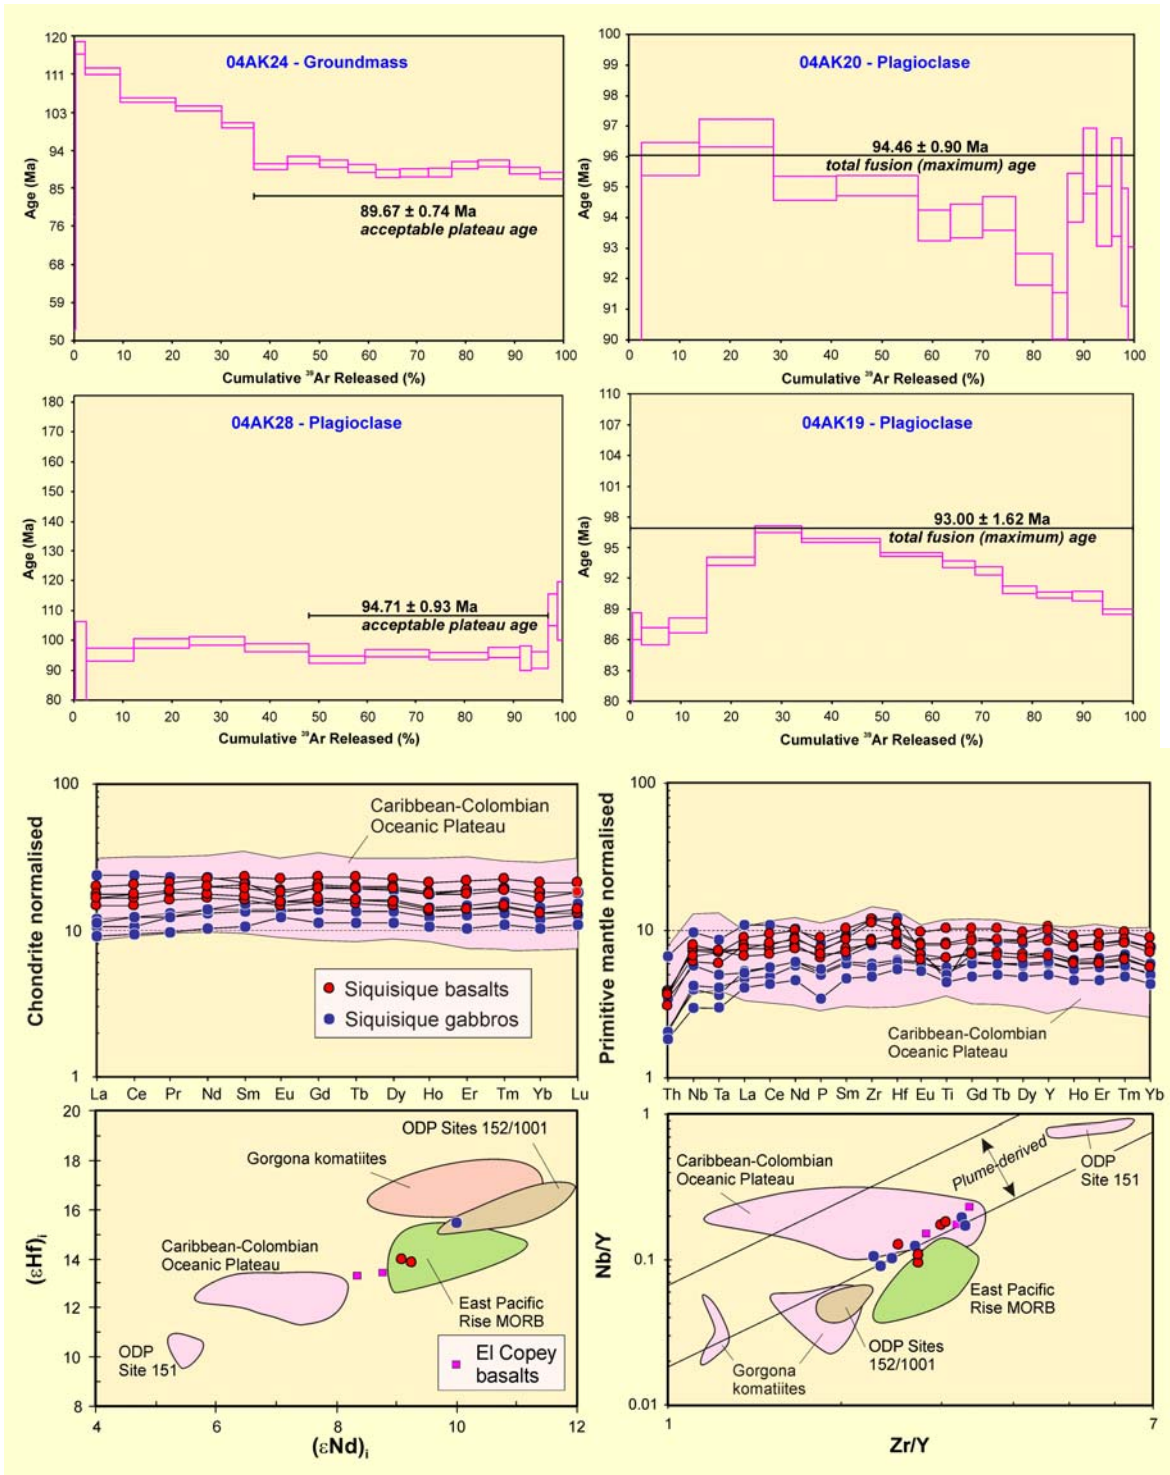 04AK24 - Groundmass
120
111
103
94
85
76
68
59
50
Age (Ma)
89.67 ± 0.74 Ma
acceptable plateau age
0 10 20 30 40 50 60 70 80 90 100
Cumulative ³⁹Ar Released (%)
04AK20 - Plagioclase
100
99
98
97
96
95
94
93
92
91
90
Age (Ma)
94.46 ± 0.90 Ma
total fusion (maximum) age
0 10 20 30 40 50 60 70 80 90 100
Cumulative ³⁹Ar Released (%)
04AK28 - Plagioclase
180
170
160
150
140
130
120
110
100
90
80
Age (Ma)
94.71 ± 0.93 Ma
acceptable plateau age
0 10 20 30 40 50 60 70 80 90 100
Cumulative ³⁹Ar Released (%)
04AK19 - Plagioclase
110
107
104
101
98
95
92
89
86
83
80
Age (Ma)
93.00 ± 1.62 Ma
total fusion (maximum) age
0 10 20 30 40 50 60 70 80 90 100
Cumulative ³⁹Ar Released (%)
100
10
1
Chondrite normalised
Caribbean-Colombian
Oceanic Plateau
Siquisique basalts
Siquisique gabbros
La Ce Pr Nd Sm Eu Gd Tb Dy Ho Er Tm Yb Lu
100
10
1
Primitive mantle normalised
Caribbean-Colombian
Oceanic Plateau
Th Nb Ta La Ce Nd P Sm Zr Hf Eu Ti Gd Tb Dy Y Ho Er Tm Yb
20
18
16
14
12
10
8
(εHf)i
ODP Sites 152/1001
Gorgona komatiites
Caribbean-Colombian
Oceanic Plateau
East Pacific
Rise MORB
ODP
Site 151
El Copey
basalts
4 6 8 10 12
(εNd)i
1
0.1
0.01
Nb/Y
Caribbean-Colombian
Oceanic Plateau
Plume-derived
ODP
Site 151
East Pacific
Rise MORB
ODP Sites
152/1001
Gorgona
komatiites
1 7
Zr/Y